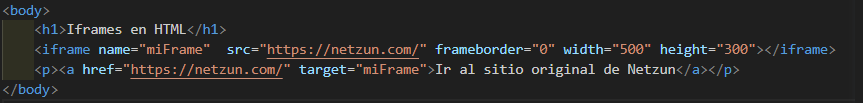 <body>
<h1>Iframes en HTML</h1>
<iframe name="miFrame"  src="https://netzun.com/" frameborder="0" width="500" height="300"></iframe>
<p><a href="https://netzun.com/" target="miFrame">Ir al sitio original de Netzun</a></p>
</body>